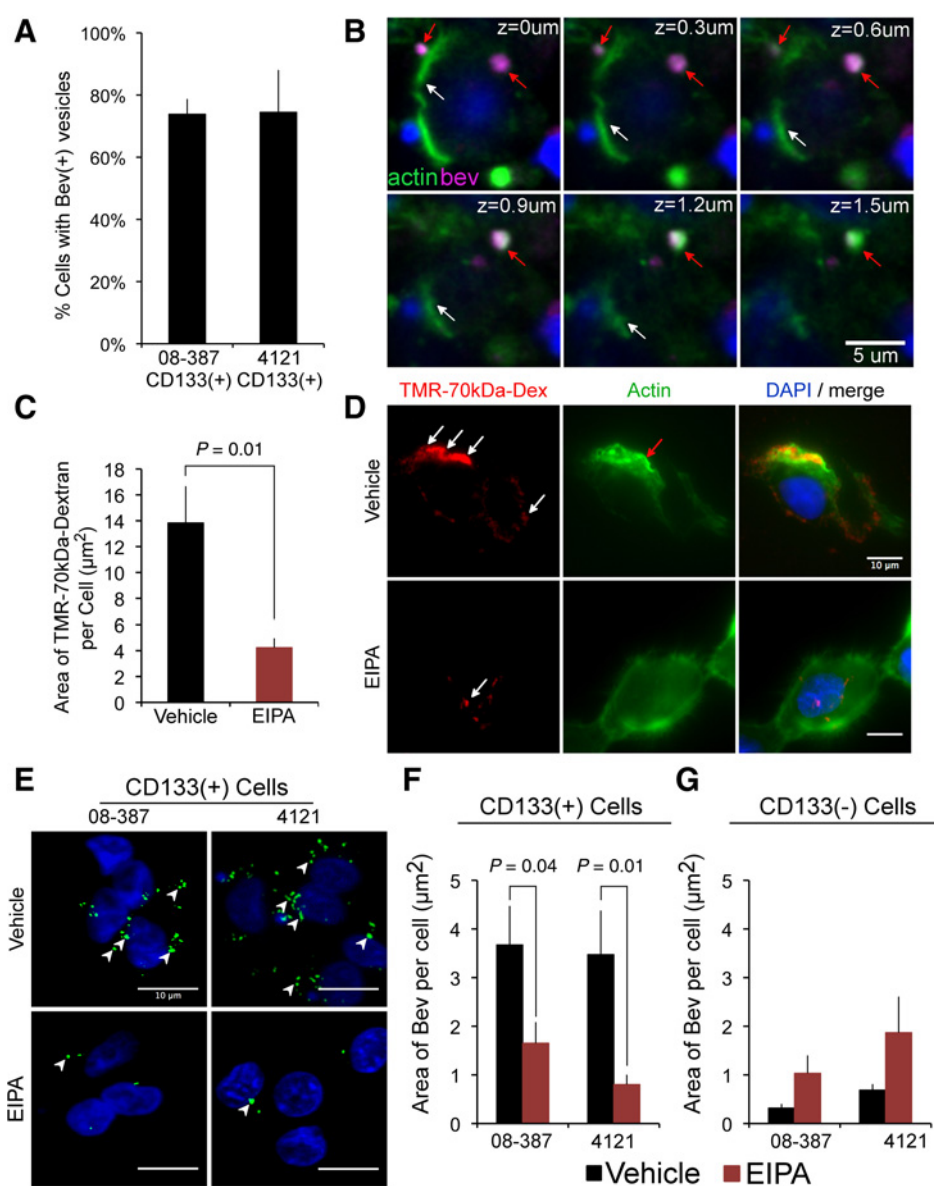 A
100%
80%
60%
40%
20%
0%
% Cells with Bev(+) vesicles
08-387
CD133(+)
4121
CD133(+)
B
z=0um
z=0.3um
z=0.6um
actin bev
z=0.9um
z=1.2um
z=1.5um
5 um
C
P = 0.01
18
16
14
12
10
8
6
4
2
0
Area of TMR-70kDa-Dextran
per Cell (µm²)
Vehicle
EIPA
D
TMR-70kDa-Dex
Actin
DAPI / merge
Vehicle
10 µm
EIPA
E
CD133(+) Cells
08-387
4121
Vehicle
10 µm
EIPA
F
CD133(+) Cells
P = 0.04
P = 0.01
5
4
3
2
1
0
Area of Bev per cell (µm²)
08-387
4121
G
CD133(-) Cells
5
4
3
2
1
0
Area of Bev per cell (µm²)
08-387
4121
Vehicle
EIPA